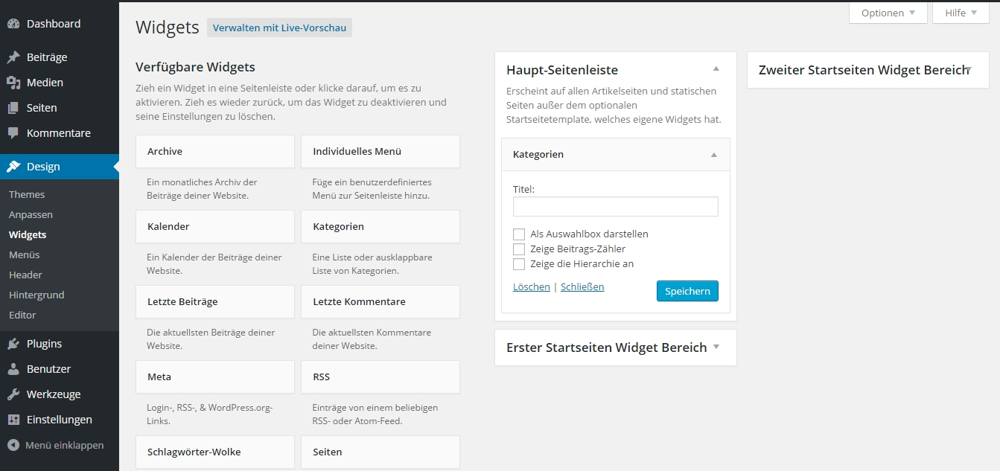 Dashboard
Beiträge
Medien
Seiten
Kommentare
Design
Themes
Anpassen
Widgets
Menüs
Header
Hintergrund
Editor
Plugins
Benutzer
Werkzeuge
Einstellungen
Menü einklappen
Optionen
Hilfe
Widgets
Verwalten mit Live-Vorschau
Verfügbare Widgets
Zieh ein Widget in eine Seitenleiste oder klicke darauf, um es zu
aktivieren. Zieh es wieder zurück, um das Widget zu deaktivieren und
seine Einstellungen zu löschen.
Archive
Ein monatliches Archiv der
Beiträge deiner Website.
Individuelles Menü
Füge ein benutzerdefiniertes
Menü zur Seitenleiste hinzu.
Kalender
Ein Kalender der Beiträge deiner
Website.
Kategorien
Eine Liste oder ausklappbare
Liste von Kategorien.
Letzte Beiträge
Die aktuellsten Beiträge deiner
Website.
Letzte Kommentare
Die aktuellsten Kommentare
deiner Website.
Meta
Login-, RSS-, & WordPress.org-
Links.
RSS
Einträge von einem beliebigen
RSS- oder Atom-Feed.
Schlagwörter-Wolke
Seiten
Haupt-Seitenleiste
Erscheint auf allen Artikelseiten und statischen
Seiten außer dem optionalen
Startseitetemplate, welches eigene Widgets hat.
Kategorien
Titel:
Als Auswahlbox darstellen
Zeige Beitrags-Zähler
Zeige die Hierarchie an
Löschen | Schließen
Speichern
Erster Startseiten Widget Bereich
Zweiter Startseiten Widget Bereich